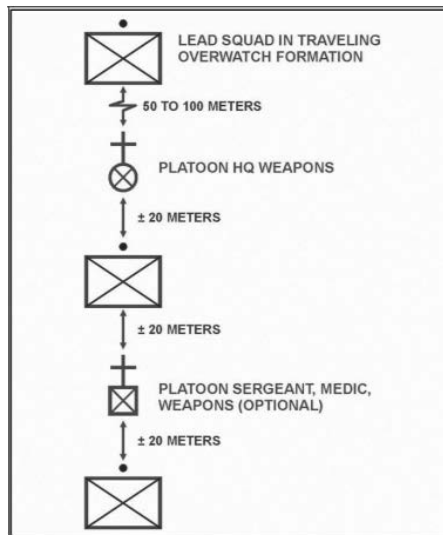 LEAD SQUAD IN TRAVELING
OVERWATCH FORMATION
50 TO 100 METERS
PLATOON HQ WEAPONS
± 20 METERS
± 20 METERS
PLATOON SERGEANT, MEDIC,
WEAPONS (OPTIONAL)
± 20 METERS